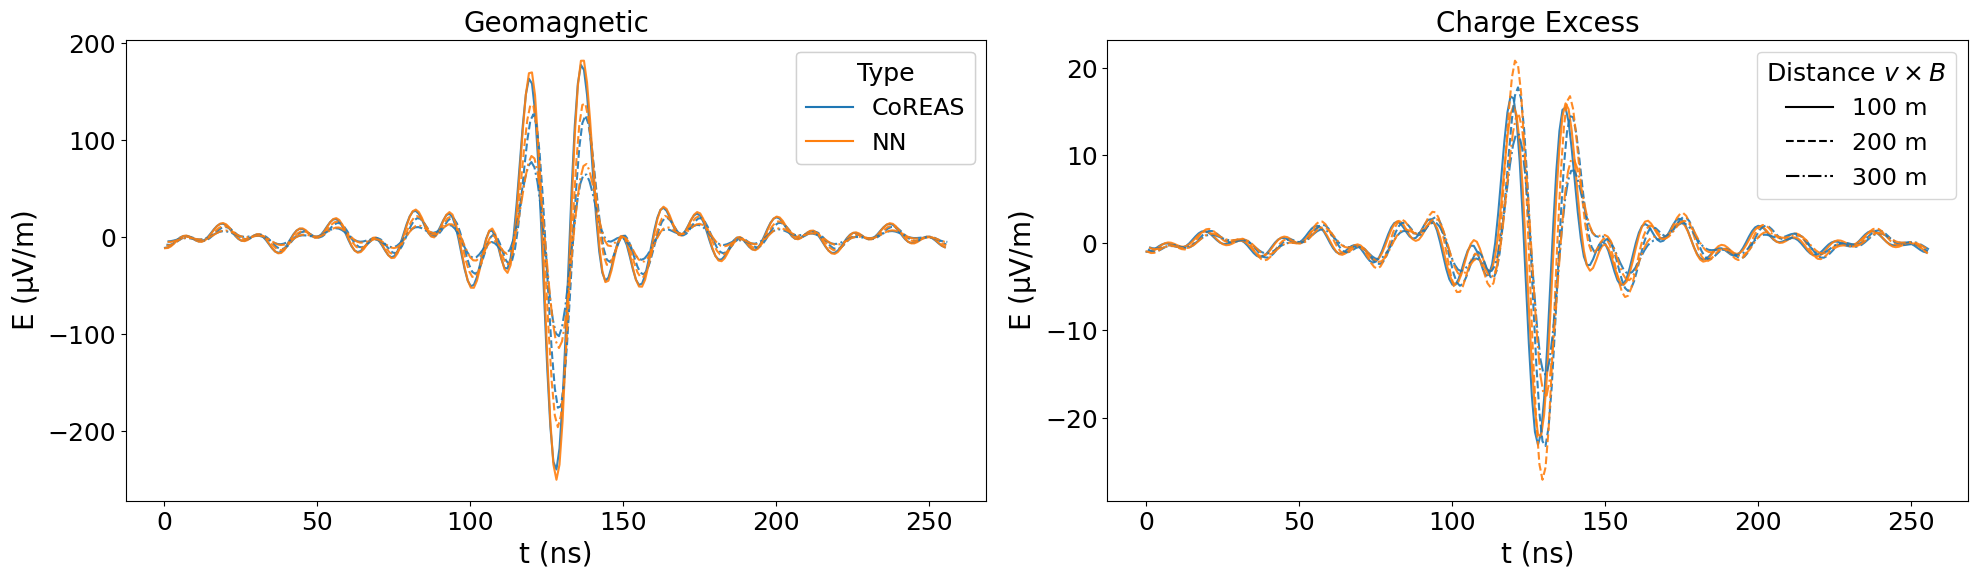 Geomagnetic
E (μV/m)
200
100
0
−100
−200
Type
CoREAS
NN
0 50 100 150 200 250
t (ns)
Charge Excess
E (μV/m)
20
10
0
−10
−20
Distance v × B
100 m
200 m
300 m
0 50 100 150 200 250
t (ns)